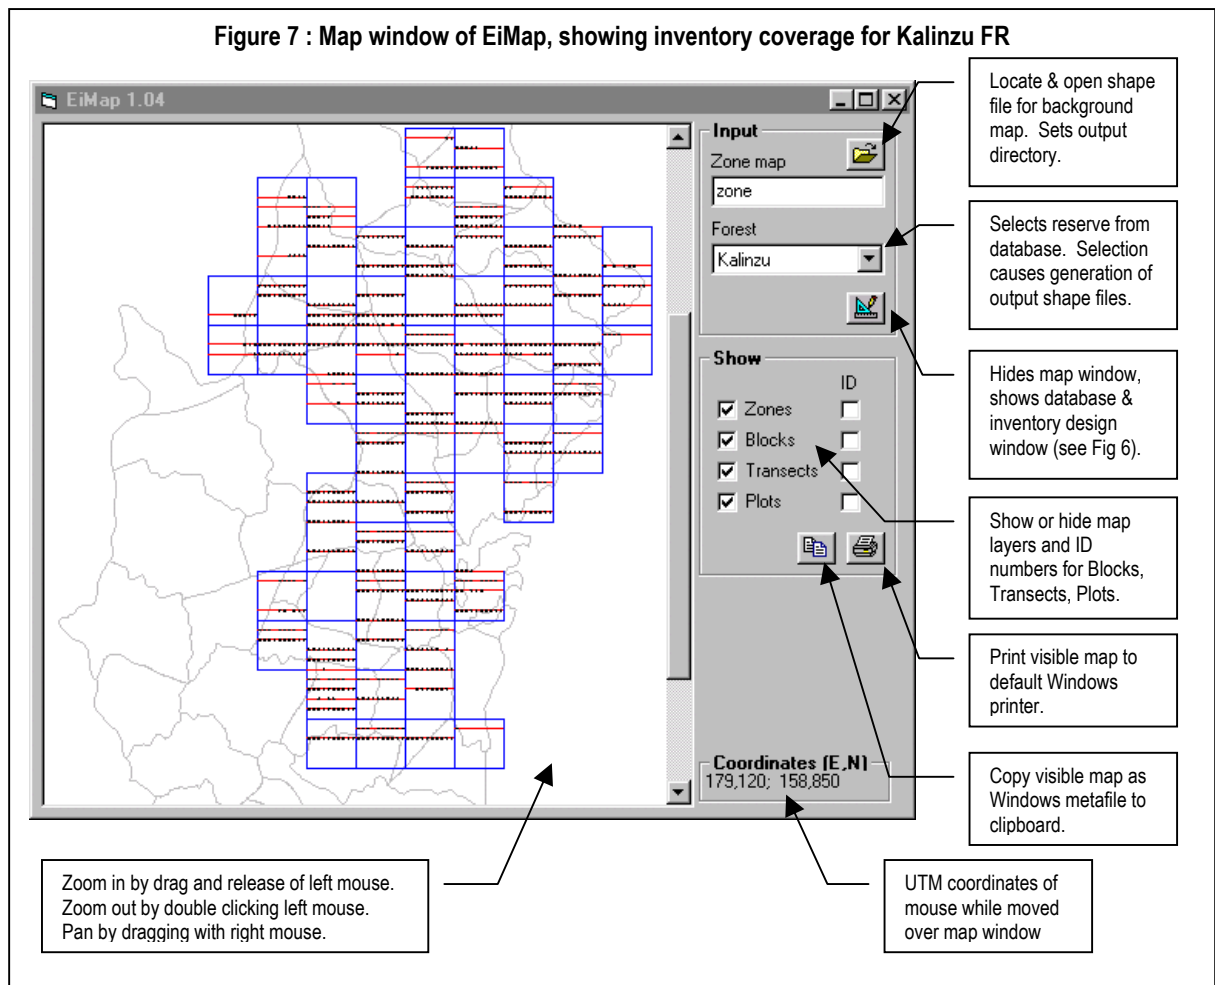 Figure 7 : Map window of EiMap, showing inventory coverage for Kalinzu FR
EiMap 1.04
Input
Zone map
zone
Forest
Kalinzu
Show
ID
Zones
Blocks
Transects
Plots
Coordinates (E,N)
179,120; 158,850
Locate & open shape
file for background
map. Sets output
directory.
Selects reserve from
database. Selection
causes generation of
output shape files.
Hides map window,
shows database &
inventory design
window (see Fig 6).
Show or hide map
layers and ID
numbers for Blocks,
Transects, Plots.
Print visible map to
default Windows
printer.
Copy visible map as
Windows metafile to
clipboard.
Zoom in by drag and release of left mouse.
Zoom out by double clicking left mouse.
Pan by dragging with right mouse.
UTM coordinates of
mouse while moved
over map window